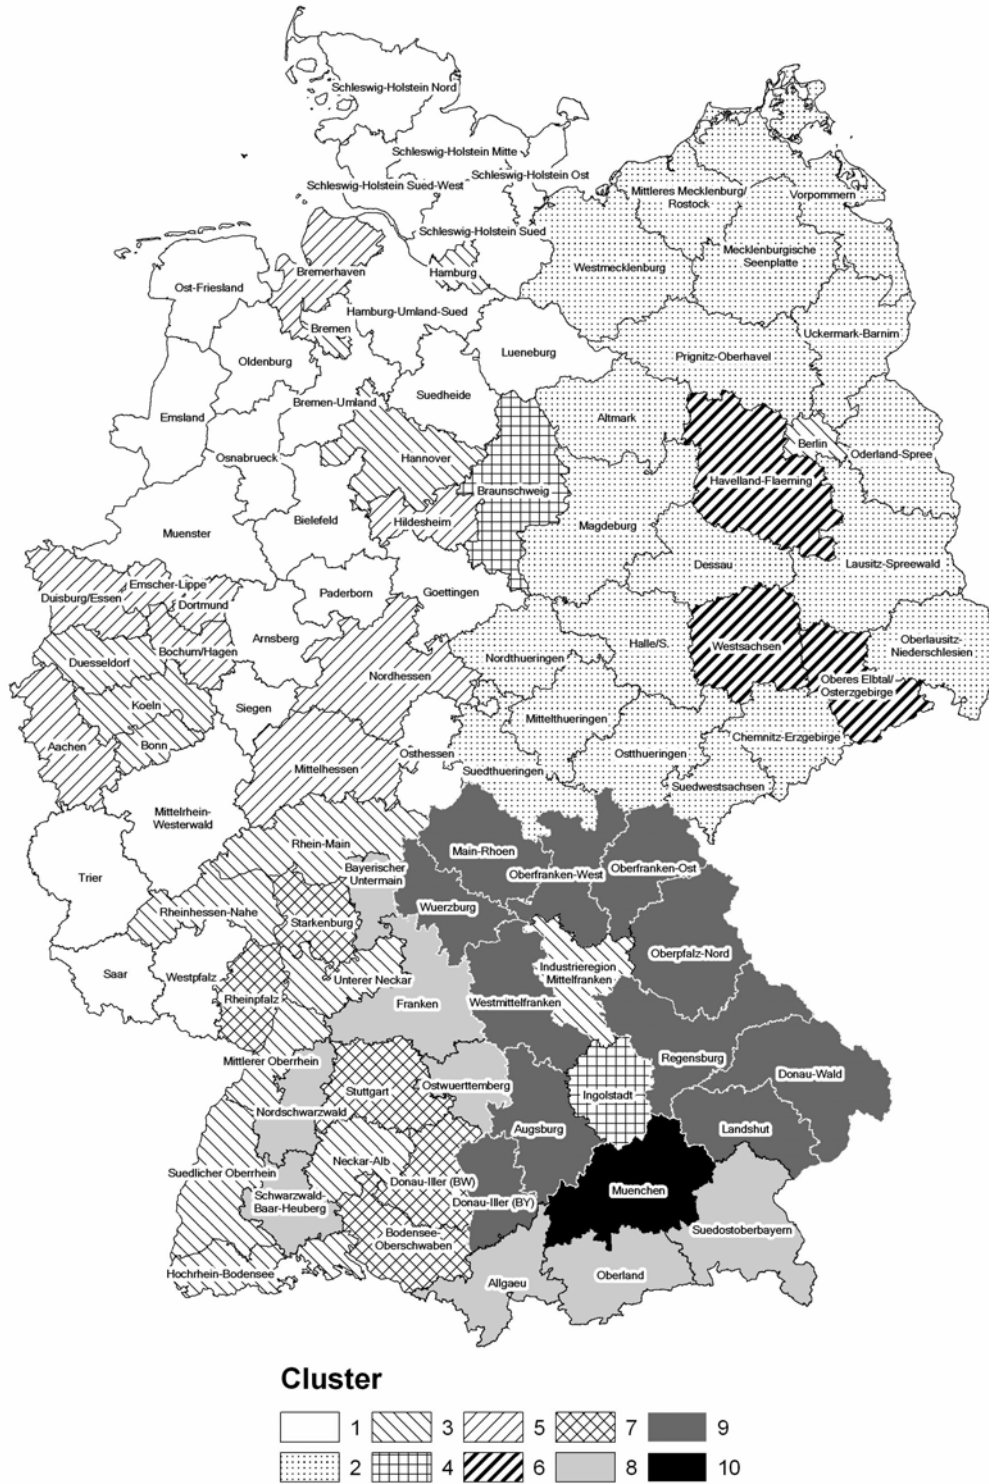 Schleswig-Holstein Nord
Schleswig-Holstein Mitte
Schleswig-Holstein Ost
Schleswig-Holstein Sued-West
Mittleres Mecklenburg/
Rostock
Vorpommern
Schleswig-Holstein Sued
Mecklenburgische
Seenplatte
Westmecklenburg
Bremerhaven
Hamburg
Ost-Friesland
Hamburg-Umland-Sued
Bremen
Uckermark-Barnim
Lueneburg
Prignitz-Oberhavel
Oldenburg
Suedheide
Bremen-Umland
Emsland
Altmark
Berlin
Oderland-Spree
Osnabrueck
Hannover
Havelland-Flaeming
Braunschweig
Bielefeld
Hildesheim
Magdeburg
Muenster
Dessau
Lausitz-Spreewald
Emscher-Lippe
Duisburg/Essen
Dortmund
Paderborn
Goettingen
Arnsberg
Bochum/Hagen
Halle/S.
Westsachsen
Oberlausitz-
Niederschlesien
Duesseldorf
Nordthueringen
Nordhessen
Oberes Elbtal/
Osterzgebirge
Koeln
Siegen
Mittelthueringen
Chemnitz-Erzgebirge
Aachen
Bonn
Osthessen
Ostthueringen
Mittelhessen
Suedthueringen
Suedwestsachsen
Mittelrhein-
Westerwald
Rhein-Main
Main-Rhoen
Bayerischer
Untermain
Oberfranken-West
Oberfranken-Ost
Trier
Wuerzburg
Rheinhessen-Nahe
Starkenburg
Oberpfalz-Nord
Industrieregion
Mittelfranken
Saar
Westpfalz
Unterer Neckar
Rheinpfalz
Franken
Westmittelfranken
Mittlerer Oberrhein
Regensburg
Donau-Wald
Stuttgart
Ostwuerttemberg
Ingolstadt
Nordschwarzwald
Augsburg
Landshut
Neckar-Alb
Suedlicher Oberrhein
Donau-Iller (BW)
Muenchen
Schwarzwald-
Baar-Heuberg
Donau-Iller (BY)
Suedostoberbayern
Bodensee-
Oberschwaben
Hochrhein-Bodensee
Allgaeu
Oberland
Cluster
1 3 5 7 9
2 4 6 8 10